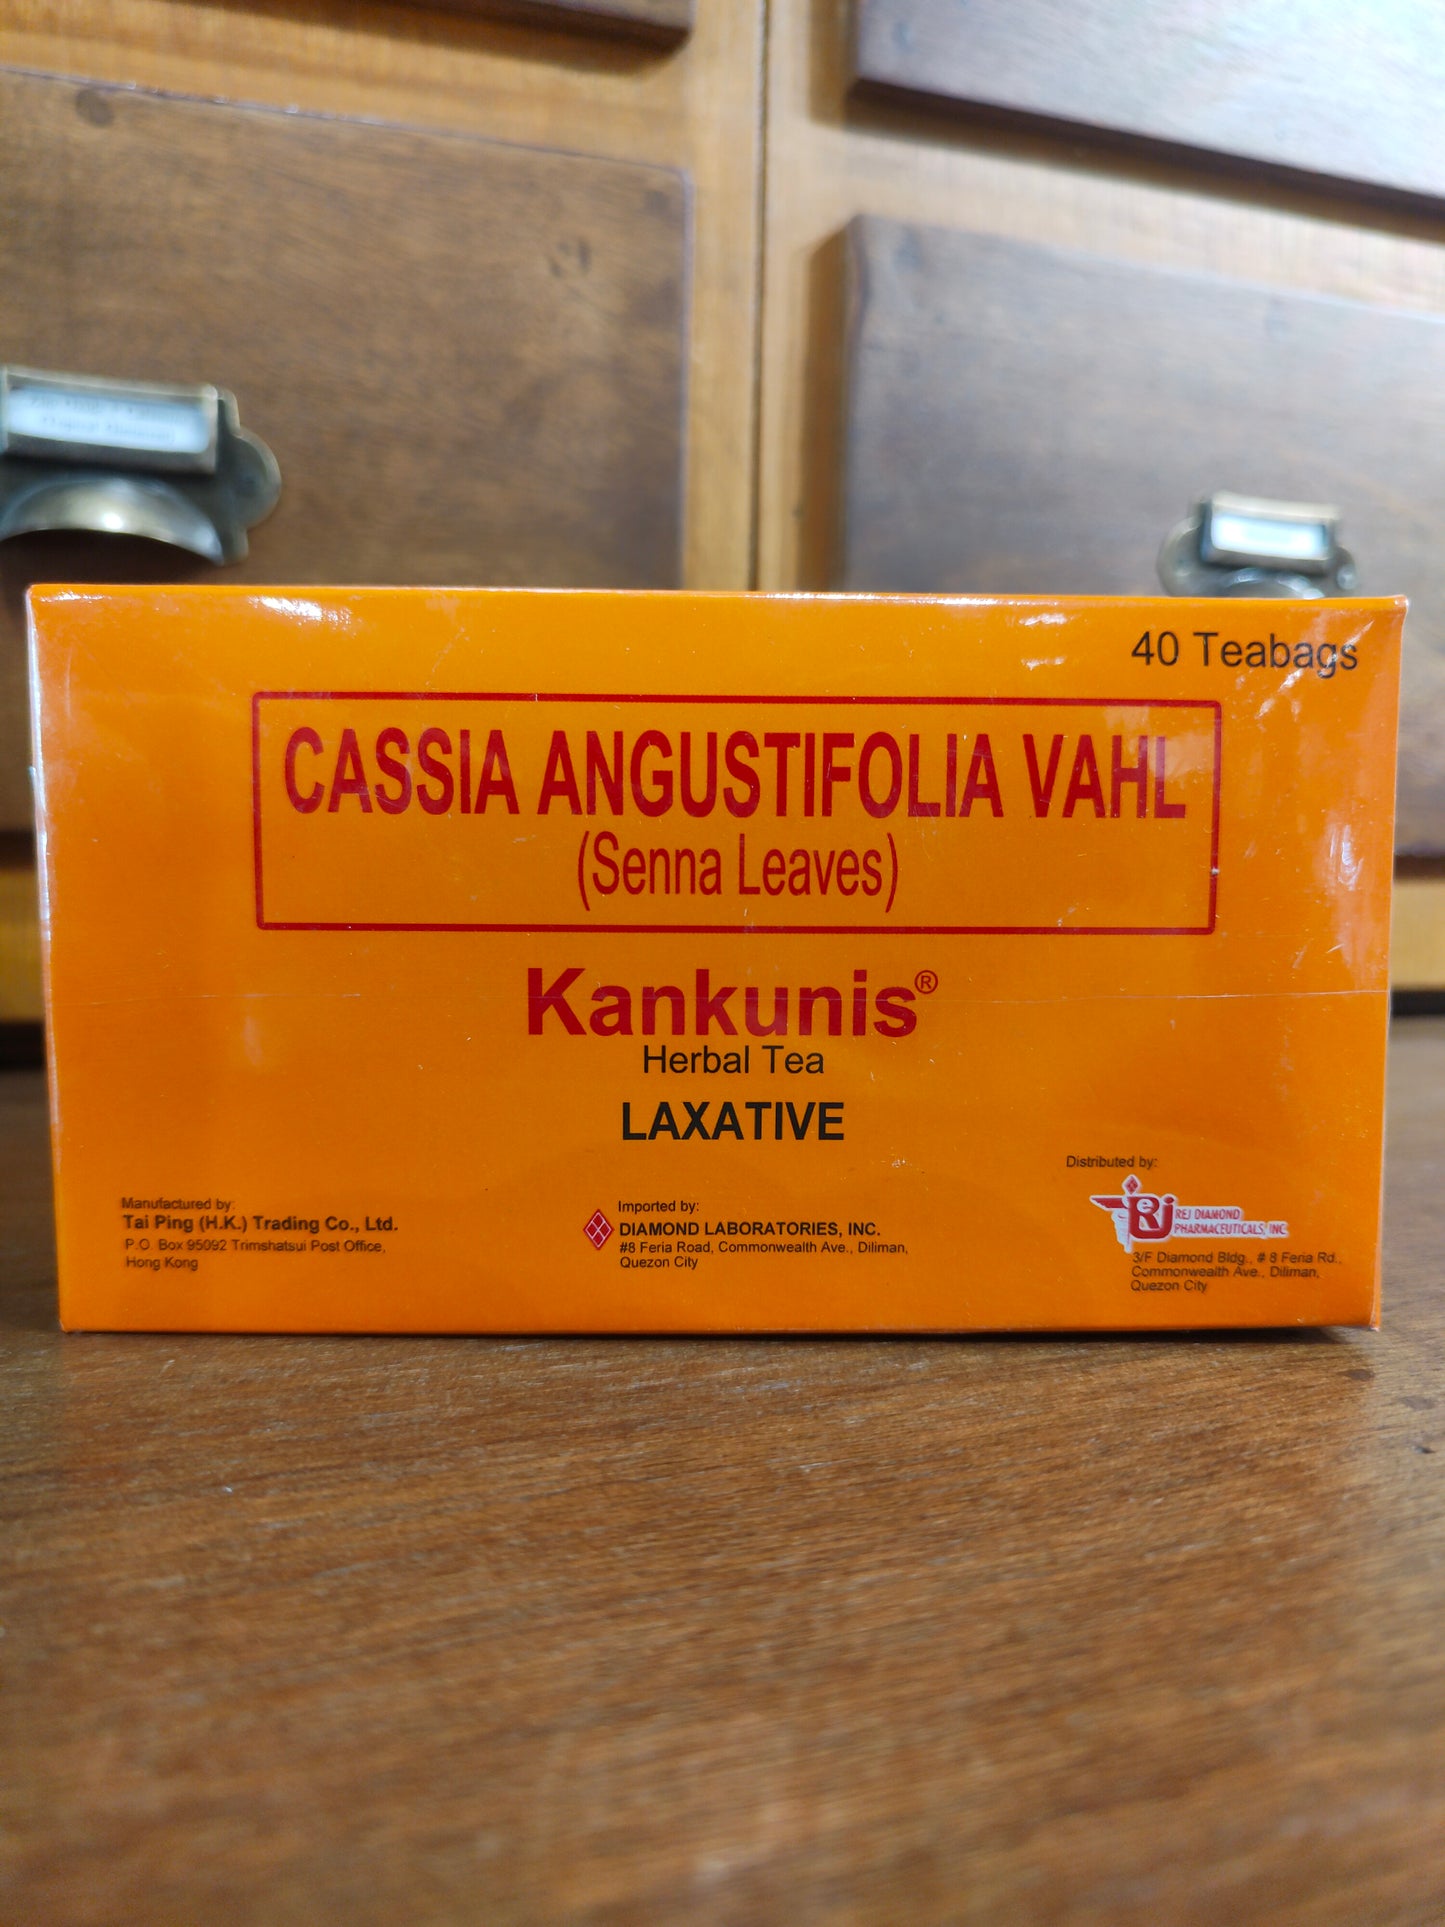 40 Teabags
CASSIA ANGUSTIFOLIA VAHL
(Senna Leaves)
Kankunis®
Herbal Tea
LAXATIVE
Manufactured by:
Tai Ping (H.K.) Trading Co., Ltd.
P.O. Box 95092 Trimshatsui Post Office,
Hong Kong
Imported by:
DIAMOND LABORATORIES, INC.
#8 Feria Road, Commonwealth Ave., Diliman,
Quezon City
Distributed by:
REJ
REJ DIAMOND
PHARMACEUTICALS, INC
3/F Diamond Bldg., # 8 Feria Rd.,
Commonwealth Ave., Diliman,
Quezon City